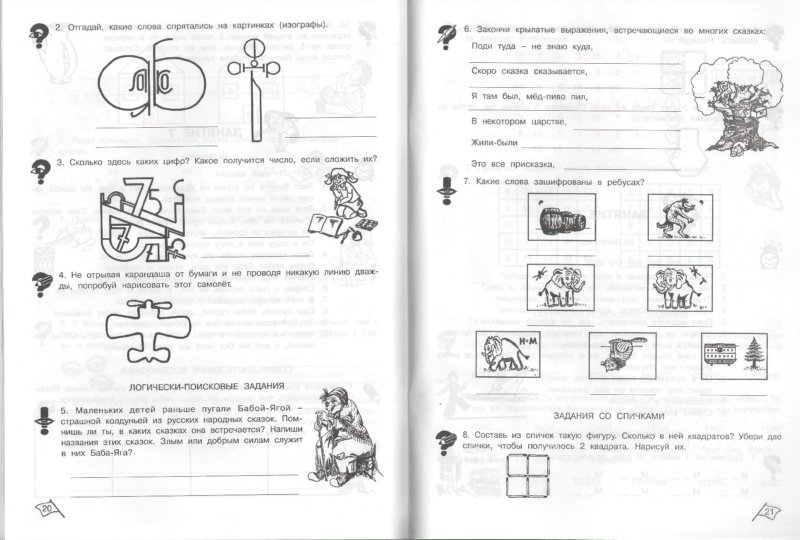 2. Отгадай, какие слова спрятались на картинках (изографы).
3. Сколько здесь каких цифр? Какое получится число, если сложить их?
4. Не отрывая карандаша от бумаги и не проводя никакую линию дваж-
ды, попробуй нарисовать этот самолёт.
ЛОГИЧЕСКИ-ПОИСКОВЫЕ ЗАДАНИЯ
5. Маленьких детей раньше пугали Бабой-Ягой –
страшной колдуньей из русских народных сказок. Пом-
нишь ли ты, в каких сказках она встречается? Напиши
названия этих сказок. Злым или добрым силам служит
в них Баба-Яга?
20
6. Закончи крылатые выражения, встречающиеся во многих сказках:
Поди туда – не знаю куда,
Скоро сказка сказывается,
Я там был, мёд-пиво пил,
В некотором царстве,
Жили-были
Это все присказка,
7. Какие слова зашифрованы в ребусах?
Н=М
ЗАДАНИЯ СО СПИЧКАМИ
8. Составь из спичек такую фигуру. Сколько в ней квадратов? Убери две
спички, чтобы получилось 2 квадрата. Нарисуй их.
21